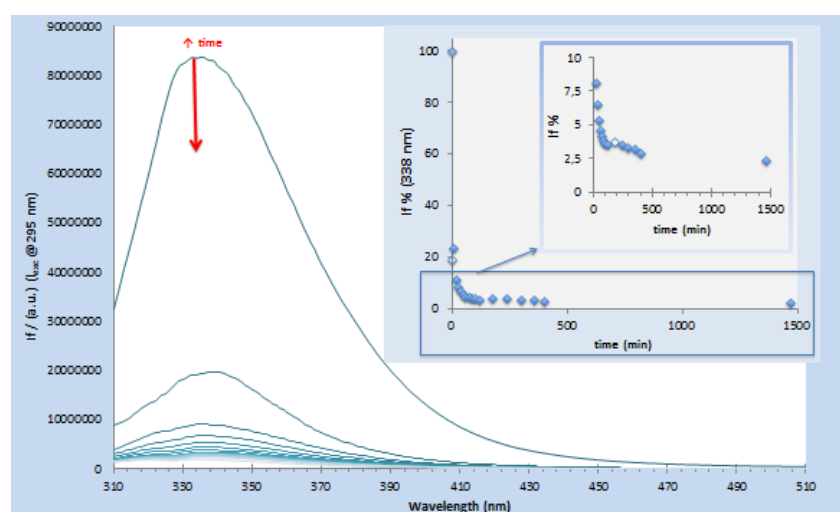 90000000
80000000
70000000
60000000
50000000
40000000
30000000
20000000
10000000
0
If / (a.u.) (λexc @295 nm)
310 330 350 370 390 410 430 450 470 490 510
Wavelength (nm)
↑ time
100
80
60
40
20
0
If % (338 nm)
0 500 1000 1500
time (min)
10
7,5
5
2,5
0
If %
0 500 1000 1500
time (min)